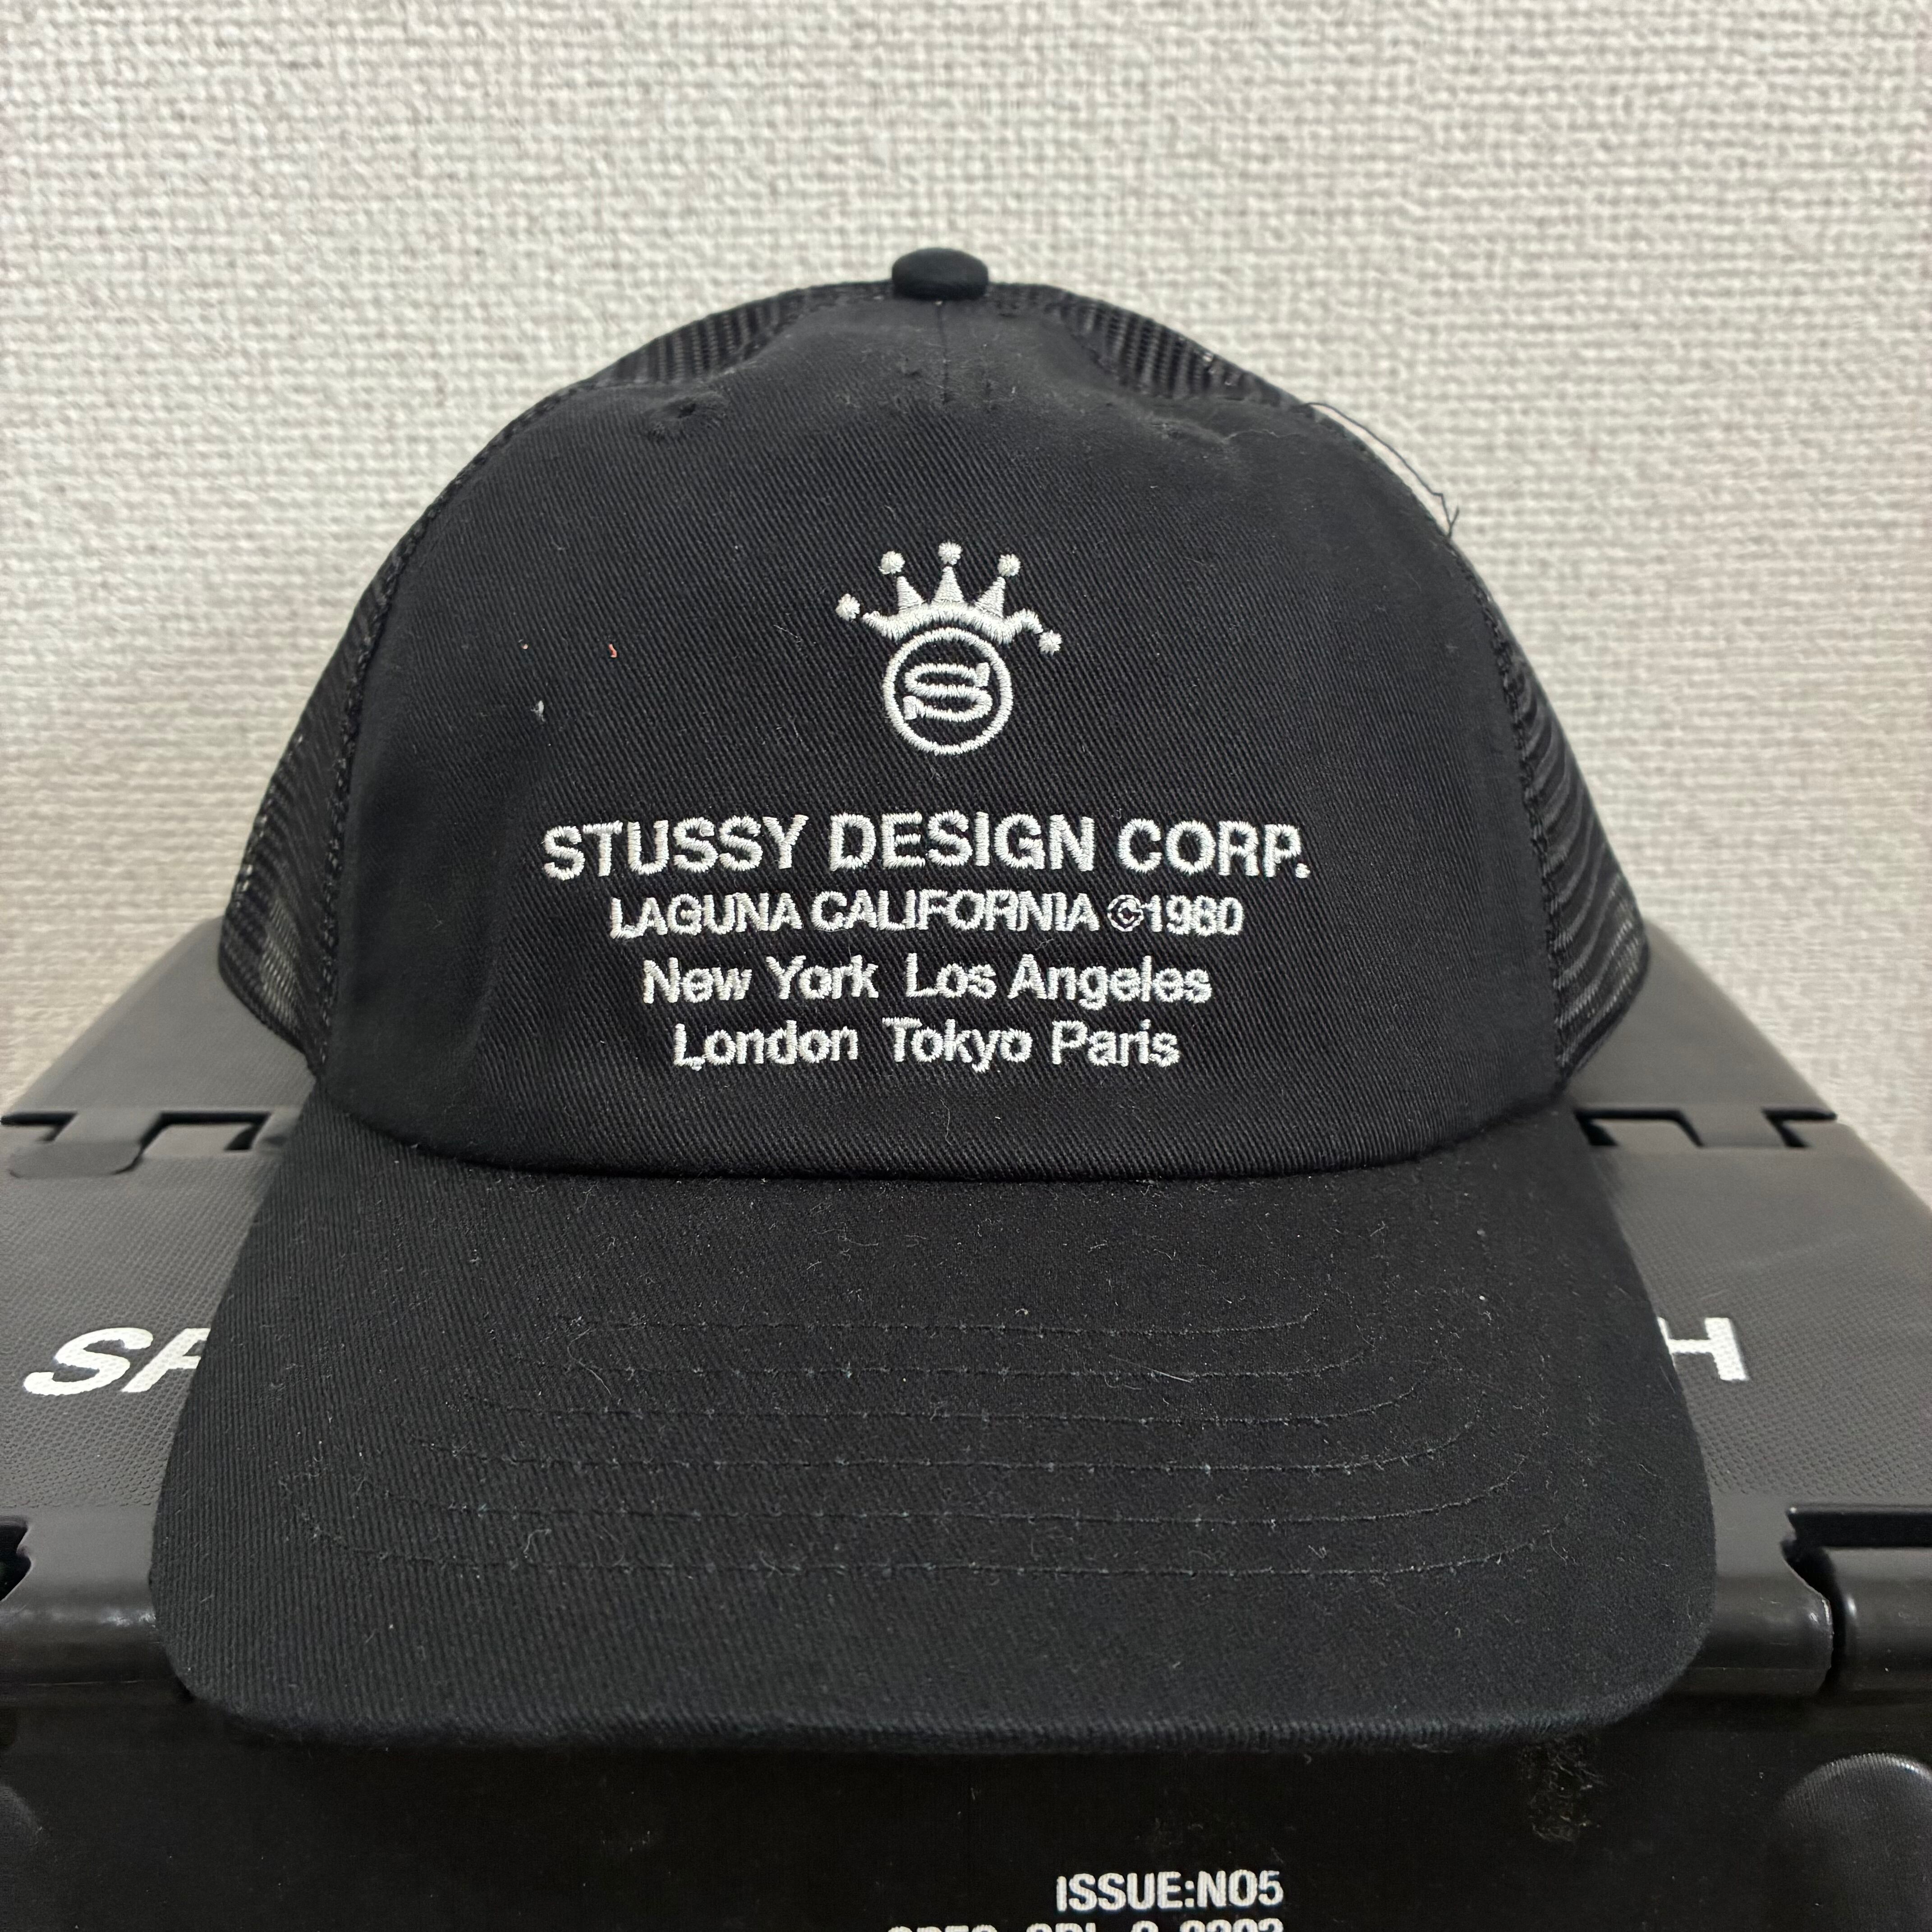 STUSSY DESIGN CORP.
LAGUNA CALIFORNIA ©1980
New York Los Angeles
London Tokyo Paris
ISSUE:NO5